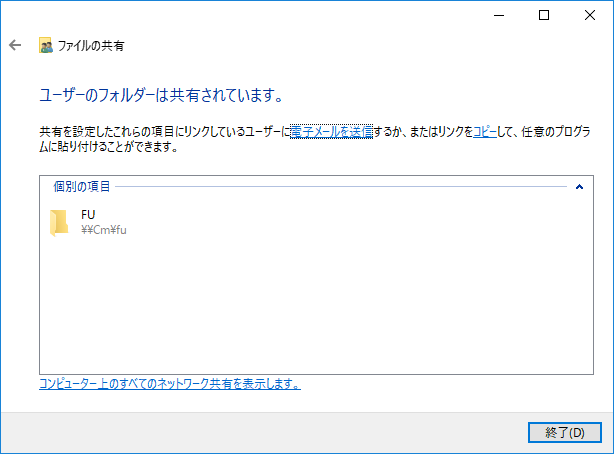 ファイルの共有
ユーザーのフォルダーは共有されています。
共有を設定したこれらの項目にリンクしているユーザーに電子メールを送信するか、またはリンクをコピーして、任意のプログラ
ムに貼り付けることができます。
個別の項目
FU
¥¥Cm¥fu
コンピューター上のすべてのネットワーク共有を表示します。
終了(D)